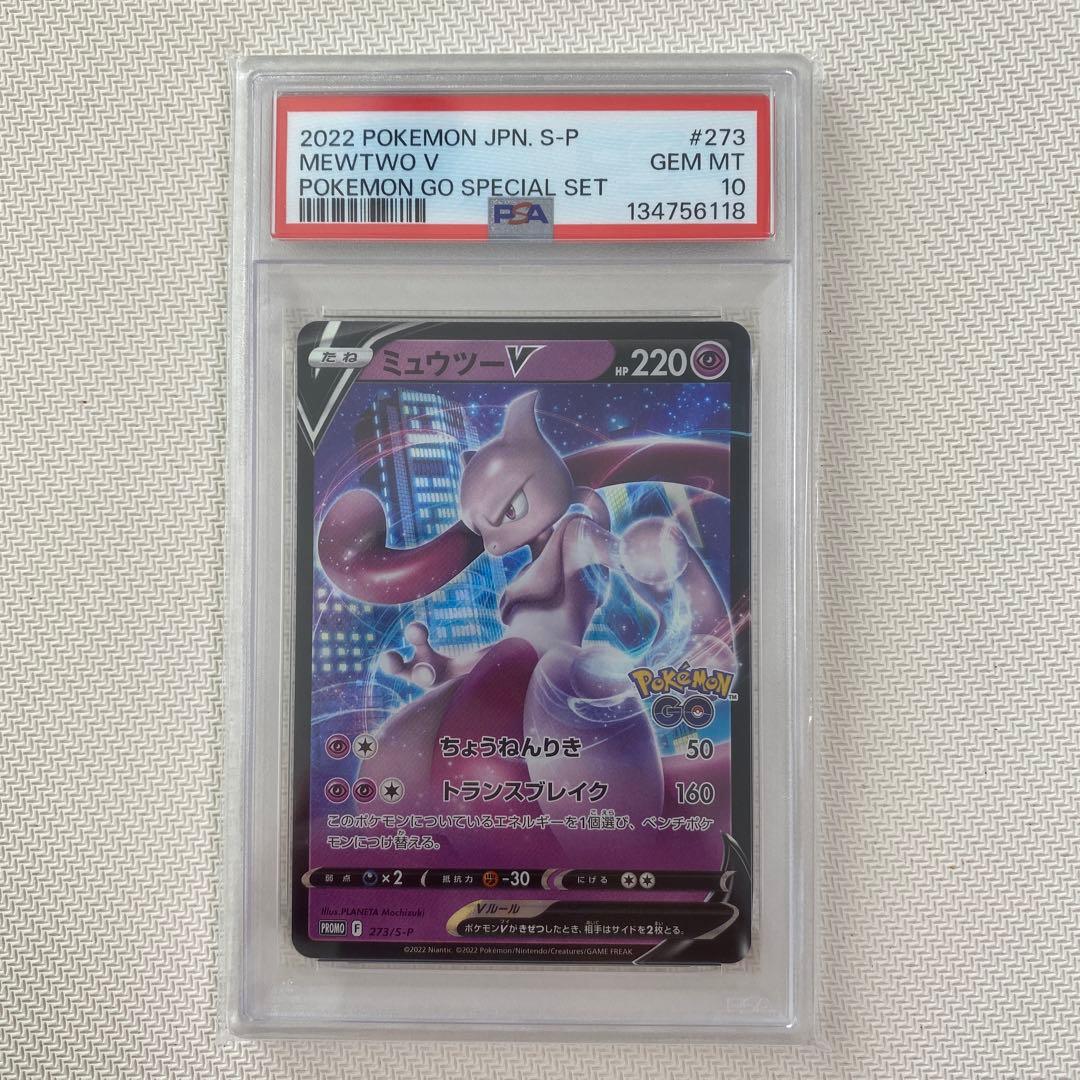 2022 POKEMON JPN. S-P #273
MEWTWO V GEM MT
POKEMON GO SPECIAL SET 10
PSA 134756118
たね ミュウツーV HP 220
POKÉMON ™
GO
ちょうねんりき 50
トランスブレイク 160
このポケモンについているエネルギーを1個選び、ベンチポケ
モンにつけ替える。
弱点 ×2 抵抗力 -30 にげる
Illus.PLANETA Mochizuki
Vルール
PROMO F 273/S-P ポケモンVがきぜつしたとき、相手はサイドを2枚とる。
©2022 Niantic. ©2022 Pokémon/Nintendo/Creatures/GAME FREAK